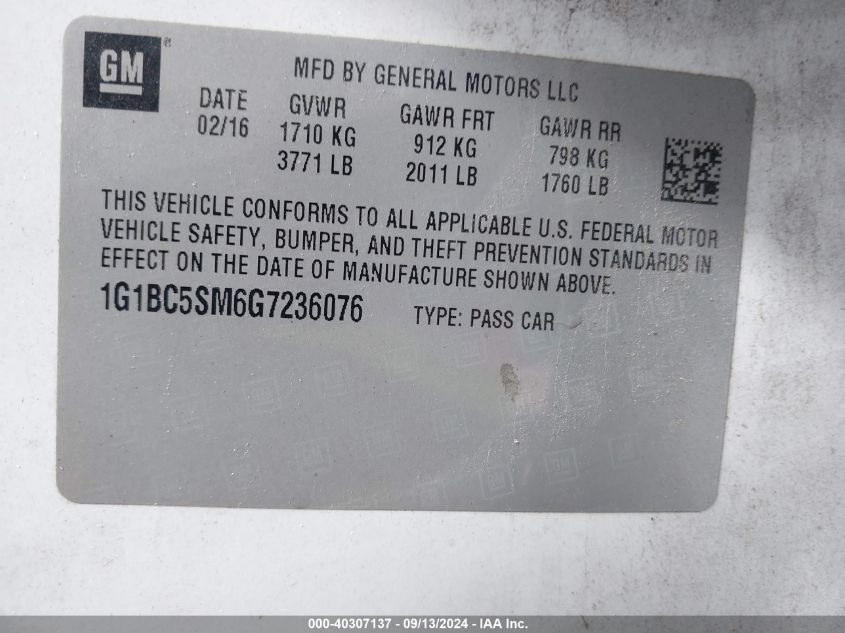 GM ®
MFD BY GENERAL MOTORS LLC
DATE GVWR GAWR FRT GAWR RR
02/16 1710 KG 912 KG 798 KG
3771 LB 2011 LB 1760 LB
THIS VEHICLE CONFORMS TO ALL APPLICABLE U.S. FEDERAL MOTOR
VEHICLE SAFETY, BUMPER, AND THEFT PREVENTION STANDARDS IN
EFFECT ON THE DATE OF MANUFACTURE SHOWN ABOVE.
1G1BC5SM6G7236076 TYPE: PASS CAR
000-40307137 - 09/13/2024 - IAA Inc.